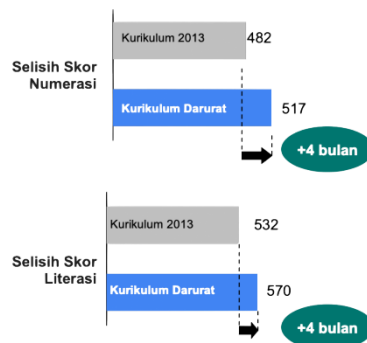 Kurikulum 2013
482
Selisih Skor
Numerasi
Kurikulum Darurat
517
+4 bulan
Kurikulum 2013
532
Selisih Skor
Literasi
Kurikulum Darurat
570
+4 bulan